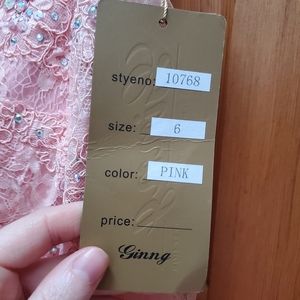 styeno: 10768
size: 6
color: PINK
price:
Ginng